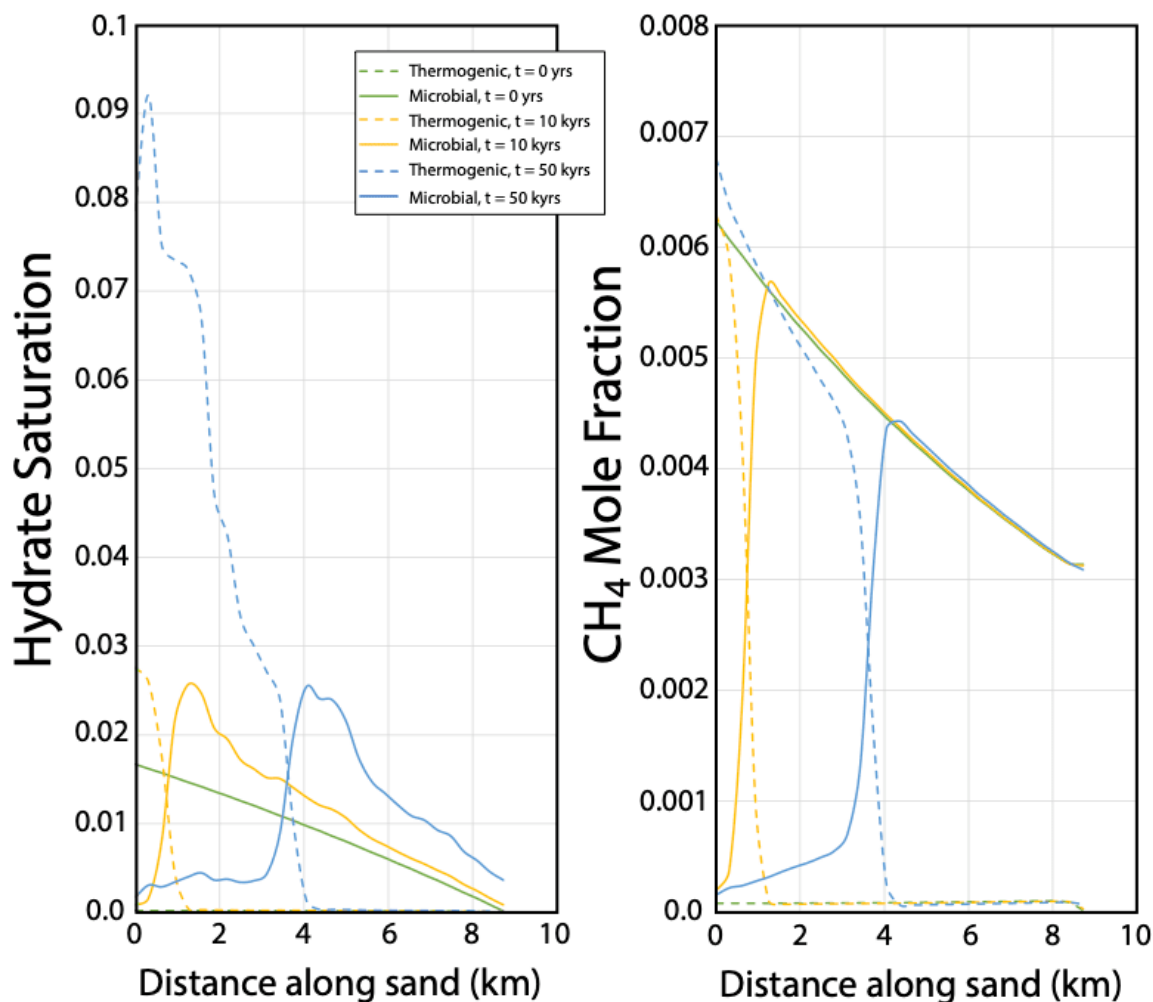 0.1
0.09
0.08
0.07
0.06
0.05
0.04
0.03
0.02
0.01
0.0
Hydrate Saturation
0 2 4 6 8 10
Distance along sand (km)
Thermogenic, t = 0 yrs
Microbial, t = 0 yrs
Thermogenic, t = 10 kyrs
Microbial, t = 10 kyrs
Thermogenic, t = 50 kyrs
Microbial, t = 50 kyrs
0.008
0.007
0.006
0.005
0.004
0.003
0.002
0.001
0.0
CH₄ Mole Fraction
0 2 4 6 8 10
Distance along sand (km)